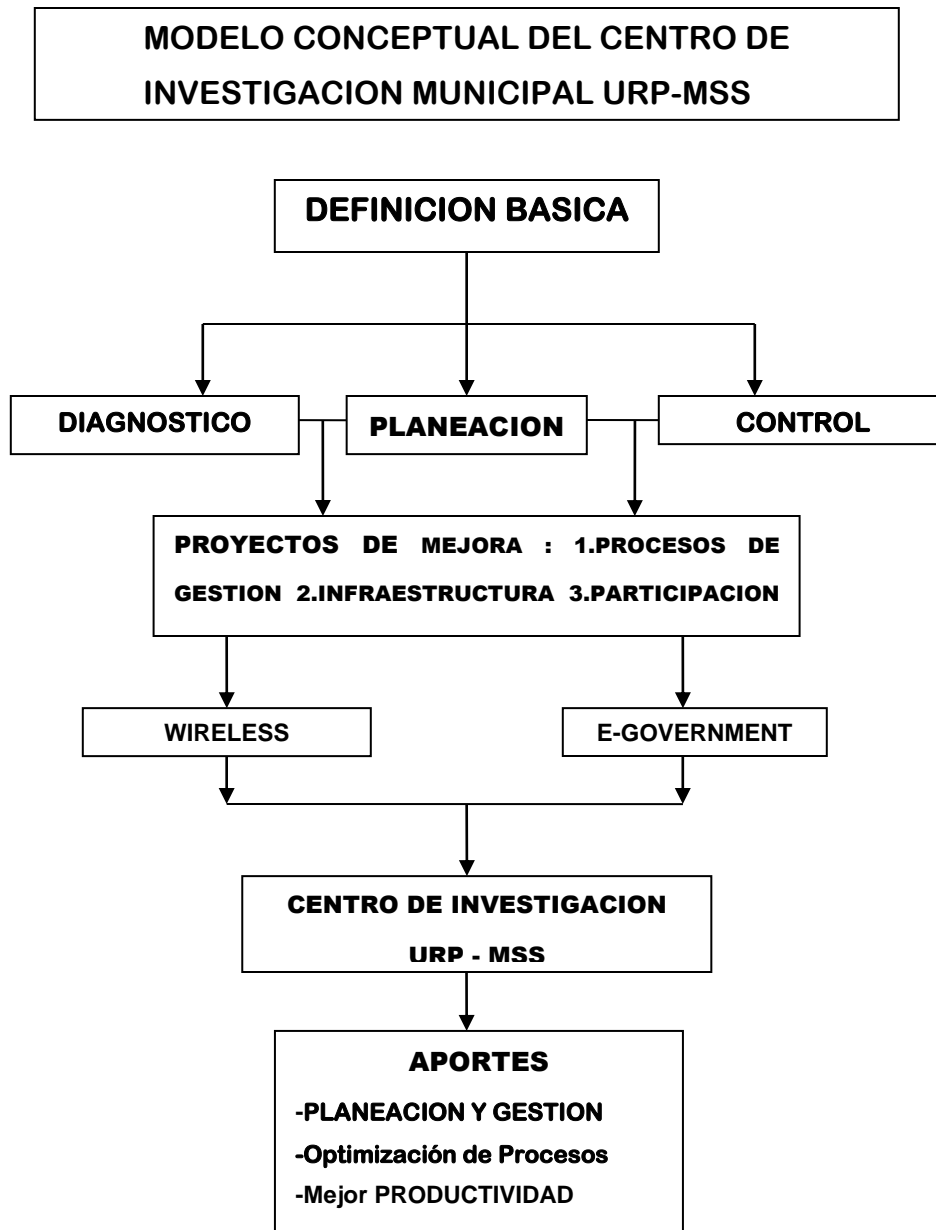 MODELO CONCEPTUAL DEL CENTRO DE
INVESTIGACION MUNICIPAL URP-MSS
DEFINICION BASICA
DIAGNOSTICO
PLANEACION
CONTROL
PROYECTOS DE MEJORA : 1.PROCESOS DE
GESTION 2.INFRAESTRUCTURA 3.PARTICIPACION
WIRELESS
E-GOVERNMENT
CENTRO DE INVESTIGACION
URP - MSS
APORTES
-PLANEACION Y GESTION
-Optimización de Procesos
-Mejor PRODUCTIVIDAD